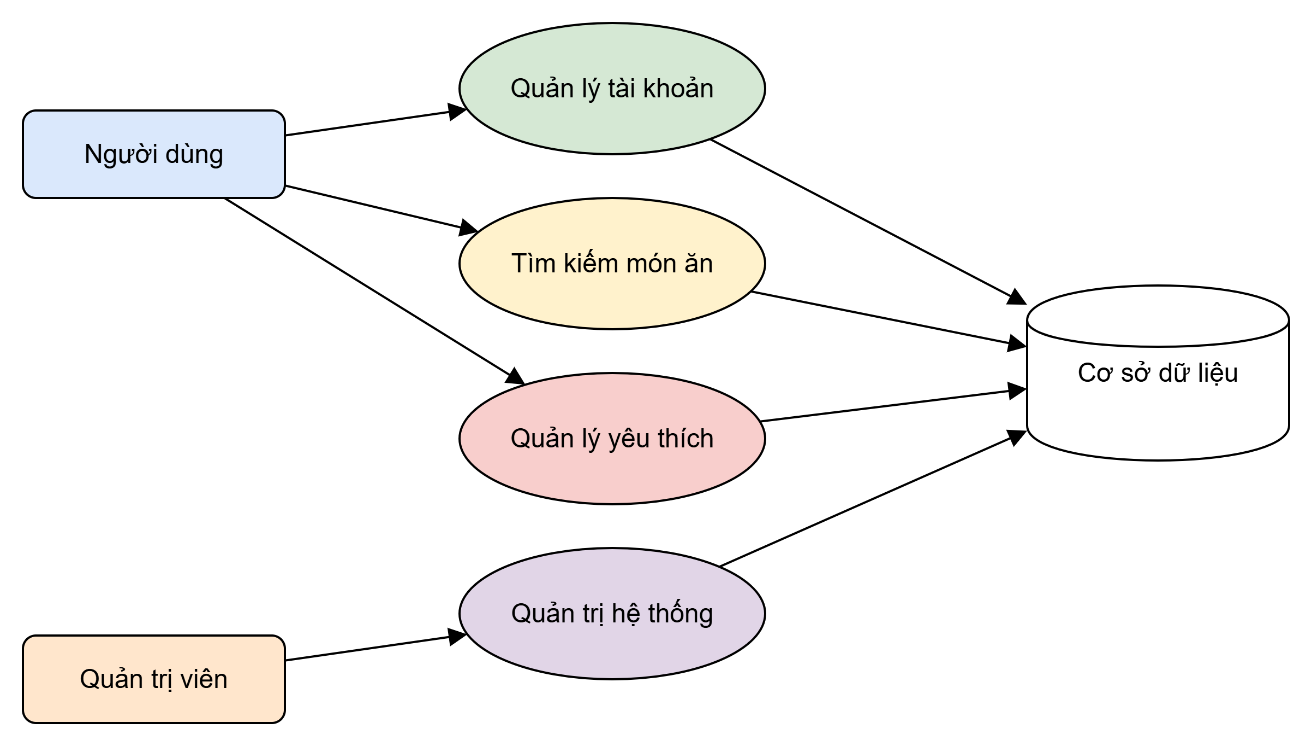 Quản lý tài khoản
Người dùng
Tìm kiếm món ăn
Cơ sở dữ liệu
Quản lý yêu thích
Quản trị hệ thống
Quản trị viên